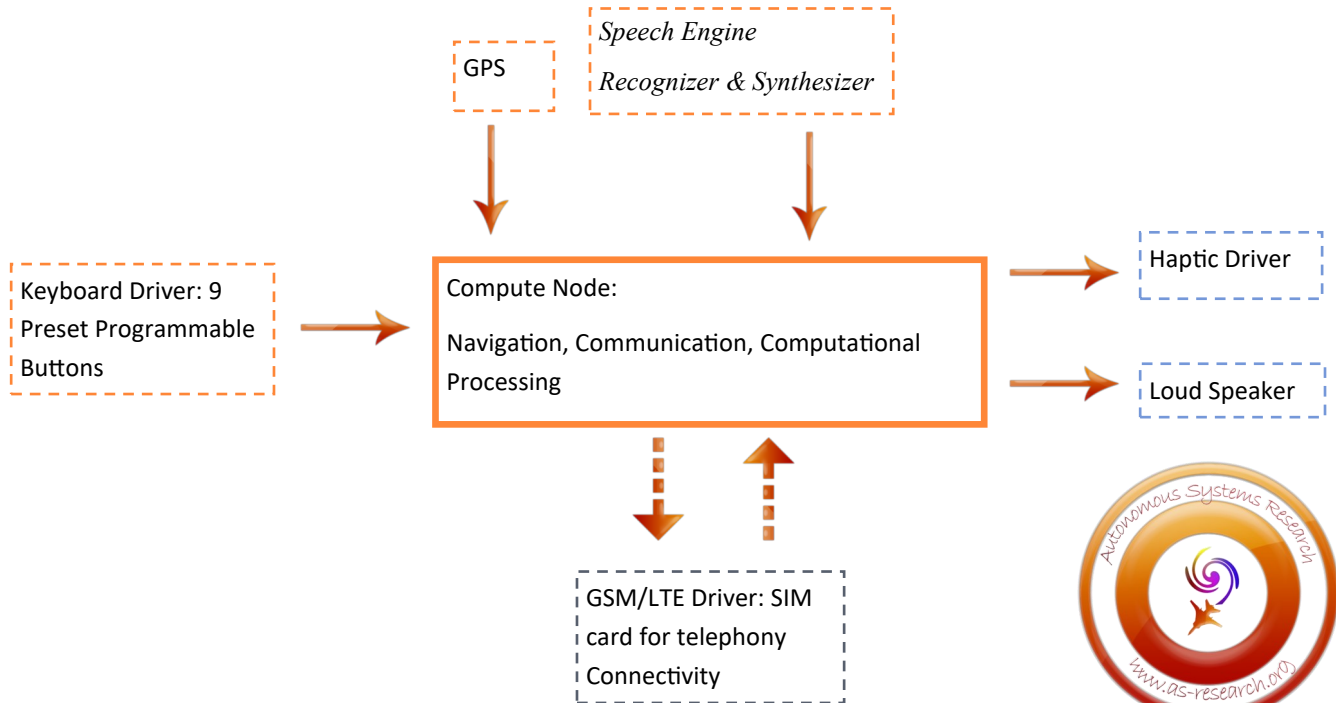 GPS
Speech Engine
Recognizer & Synthesizer
Keyboard Driver: 9
Preset Programmable
Buttons
Compute Node:
Navigation, Communication, Computational
Processing
Haptic Driver
Loud Speaker
GSM/LTE Driver: SIM
card for telephony
Connectivity
Autonomous Systems Research
www.as-research.org